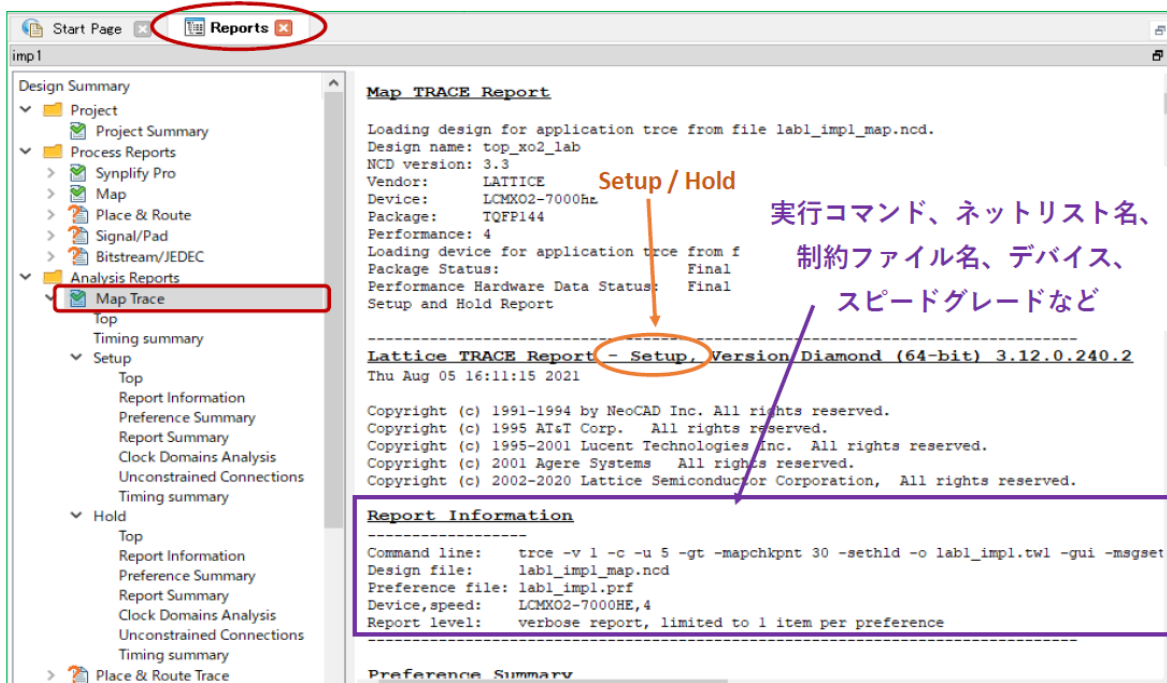 Start Page
Reports
imp1
Design Summary
Project
Project Summary
Process Reports
Synplify Pro
Map
Place & Route
Signal/Pad
Bitstream/JEDEC
Analysis Reports
Map Trace
Top
Timing summary
Setup
Top
Report Information
Preference Summary
Report Summary
Clock Domains Analysis
Unconstrained Connections
Timing summary
Hold
Top
Report Information
Preference Summary
Report Summary
Clock Domains Analysis
Unconstrained Connections
Timing summary
Place & Route Trace
Map TRACE Report
Loading design for application trce from file lab1_impl_map.ncd.
Design name: top_xo2_lab
NCD version: 3.3
Vendor: LATTICE
Device: LCMXO2-7000HE
Package: TQFP144
Performance: 4
Loading device for application trce from f
Package Status: Final
Performance Hardware Data Status: Final
Setup and Hold Report
Setup / Hold
実行コマンド、ネットリスト名、
制約ファイル名、デバイス、
スピードグレードなど
--------------------------------------------------------------------------------
Lattice TRACE Report - Setup, Version Diamond (64-bit) 3.12.0.240.2
Thu Aug 05 16:11:15 2021
Copyright (c) 1991-1994 by NeoCAD Inc. All rights reserved.
Copyright (c) 1995 AT&T Corp. All rights reserved.
Copyright (c) 1995-2001 Lucent Technologies Inc. All rights reserved.
Copyright (c) 2001 Agere Systems All rights reserved.
Copyright (c) 2002-2020 Lattice Semiconductor Corporation, All rights reserved.
Report Information
------------------
Command line: trce -v 1 -c -u 5 -gt -mapchkpnt 30 -sethld -o lab1_impl.twl -gui -msgset
Design file: lab1_impl_map.ncd
Preference file: lab1_impl.prf
Device,speed: LCMXO2-7000HE,4
Report level: verbose report, limited to 1 item per preference
--------------------------------------------------------------------------------
Preference Summary